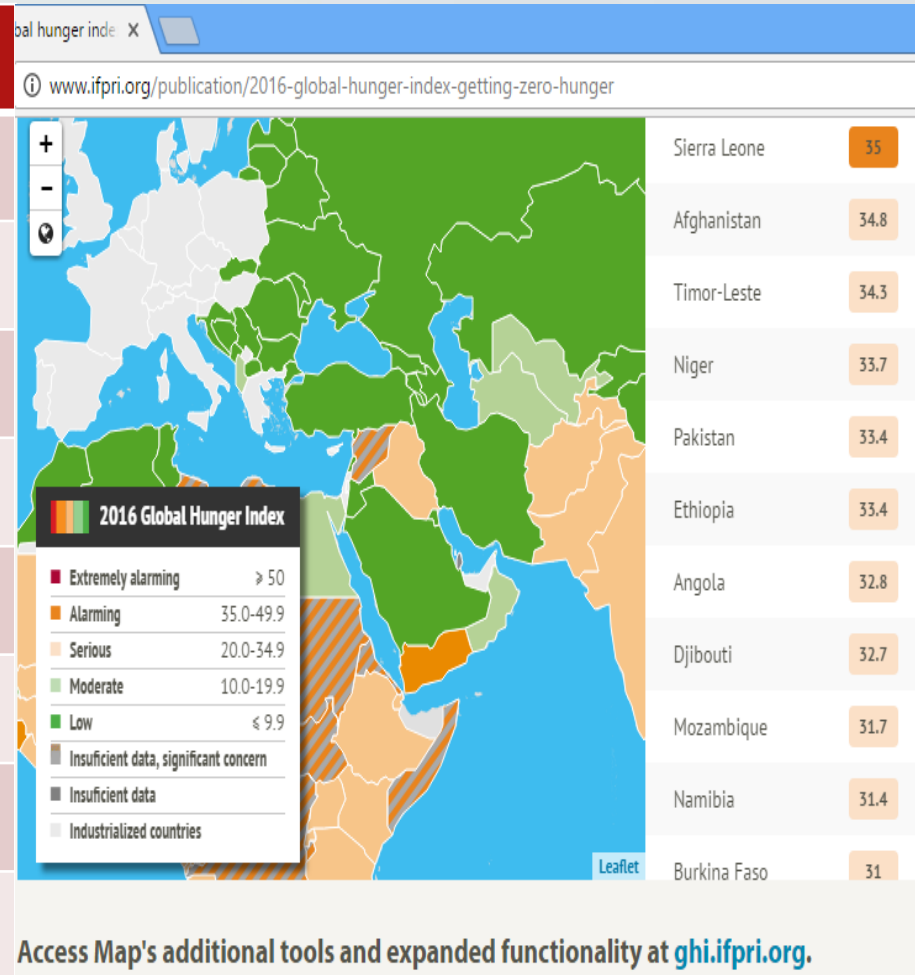 bal hunger inde x
www.ifpri.org/publication/2016-global-hunger-index-getting-zero-hunger
+
-
Sierra Leone 35
Afghanistan 34.8
Timor-Leste 34.3
Niger 33.7
Pakistan 33.4
Ethiopia 33.4
Angola 32.8
Djibouti 32.7
Mozambique 31.7
Namibia 31.4
Burkina Faso 31
2016 Global Hunger Index
Extremely alarming ⩾ 50
Alarming 35.0-49.9
Serious 20.0-34.9
Moderate 10.0-19.9
Low ⩽ 9.9
Insuficient data, significant concern
Insuficient data
Industrialized countries
Leaflet
Access Map's additional tools and expanded functionality at ghi.ifpri.org.